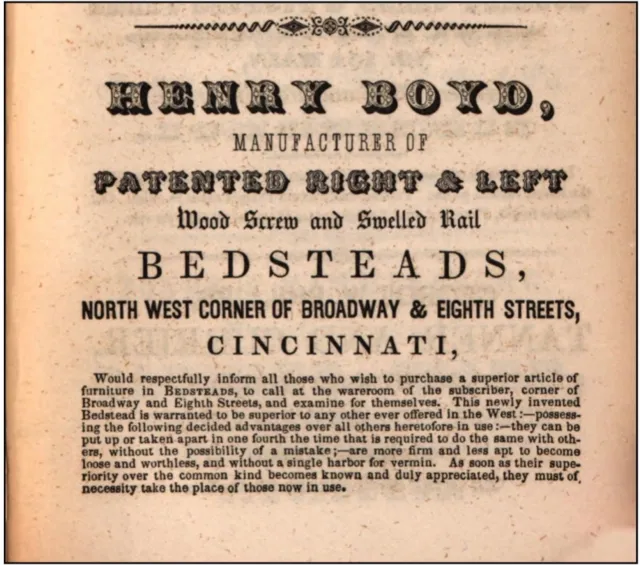 HENRY BOYD,
MANUFACTURER OF
PATENTED RIGHT & LEFT
Wood Screw and Swelled Rail
BEDSTEADS,
NORTH WEST CORNER OF BROADWAY & EIGHTH STREETS,
CINCINNATI,
Would respectfully inform all those who wish to purchase a superior article of
furniture in BEDSTEADS, to call at the wareroom of the subscriber, corner of
Broadway and Eighth Streets, and examine for themselves. This newly invented
Bedstead is warranted to be superior to any other ever offered in the West :—possess-
ing the following decided advantages over all others heretofore in use :—they can be
put up or taken apart in one fourth the time that is required to do the same with oth-
ers, without the possibility of a mistake ;—are more firm and less apt to become
loose and worthless, and without a single harbor for vermin. As soon as their supe-
riority over the common kind becomes known and duly appreciated, they must of
necessity take the place of those now in use.